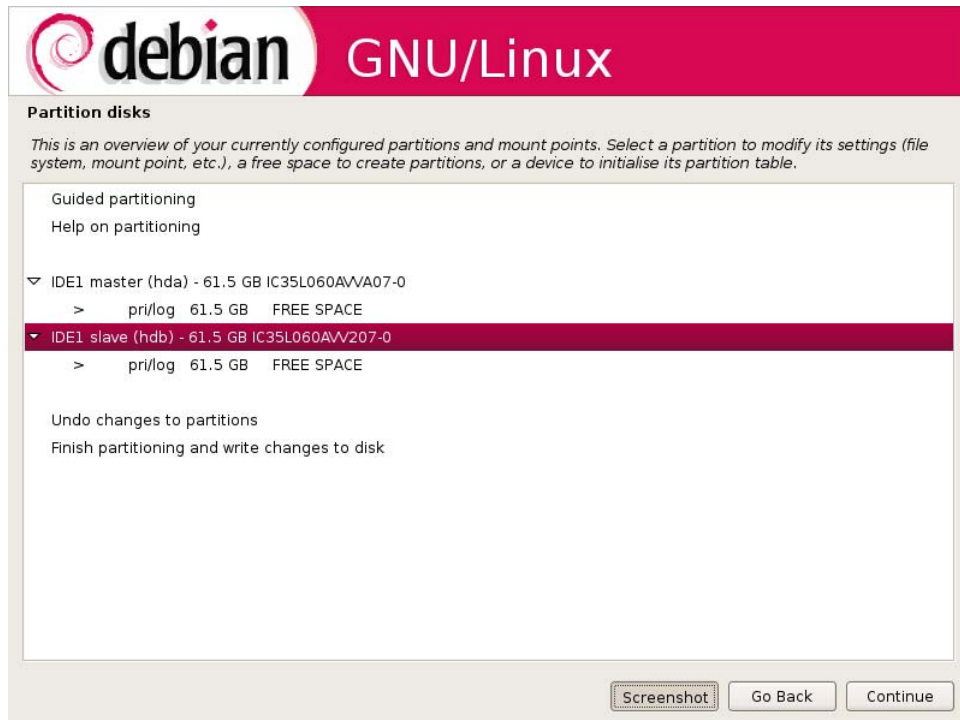 debian GNU/Linux
Partition disks
This is an overview of your currently configured partitions and mount points. Select a partition to modify its settings (file
system, mount point, etc.), a free space to create partitions, or a device to initialise its partition table.
Guided partitioning
Help on partitioning
IDE1 master (hda) - 61.5 GB IC35L060AVVA07-0
> pri/log 61.5 GB FREE SPACE
IDE1 slave (hdb) - 61.5 GB IC35L060AVV207-0
> pri/log 61.5 GB FREE SPACE
Undo changes to partitions
Finish partitioning and write changes to disk
Screenshot Go Back Continue